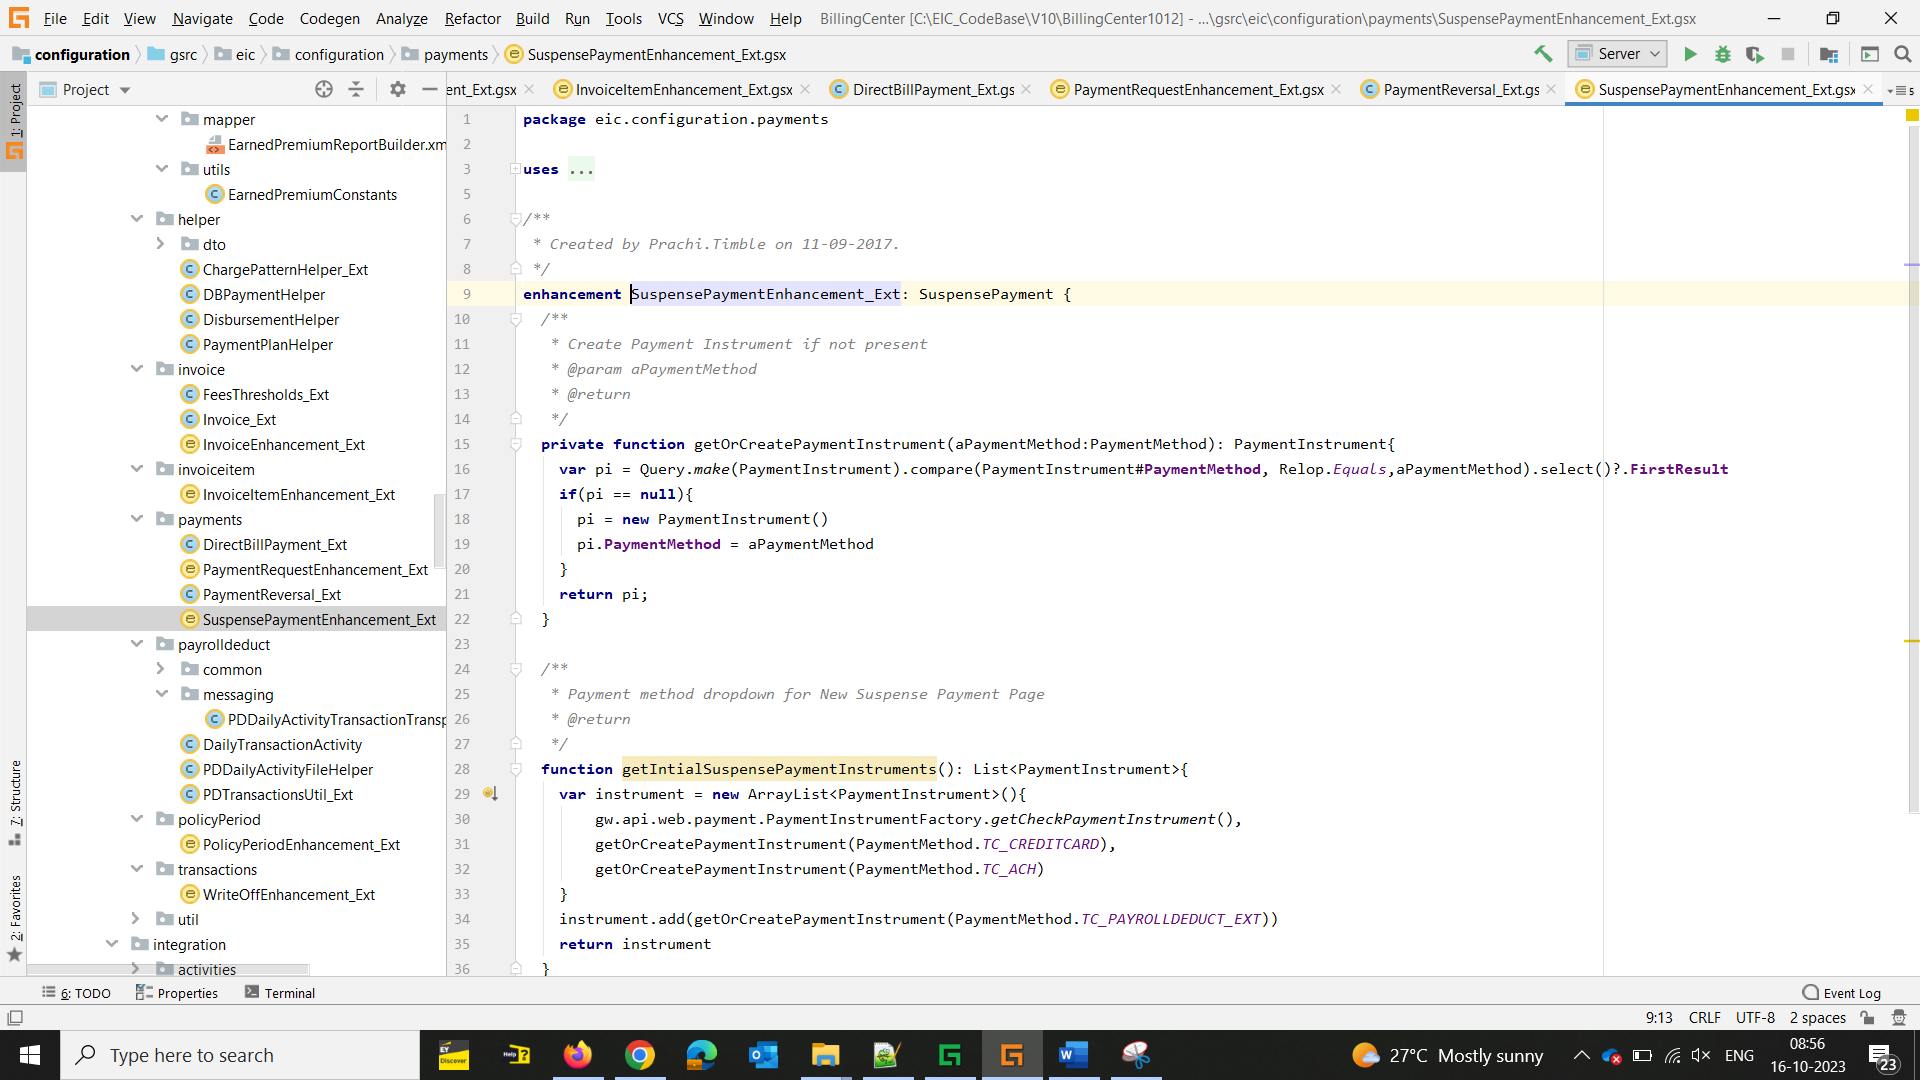 File Edit View Navigate Code Codegen Analyze Refactor Build Run Tools VCS Window Help BillingCenter [C:\EIC_CodeBase\V10\BillingCenter1012] - ...\gsrc\eic\configuration\payments\SuspensePaymentEnhancement_Ext.gsx
configuration gsrc eic configuration payments SuspensePaymentEnhancement_Ext.gsx Server
Project ent_Ext.gsx InvoiceItemEnhancement_Ext.gsx DirectBillPayment_Ext.gs PaymentRequestEnhancement_Ext.gsx PaymentReversal_Ext.gs SuspensePaymentEnhancement_Ext.gsx 5
1: Project
7: Structure
2: Favorites
mapper
EarnedPremiumReportBuilder.xm
utils
EarnedPremiumConstants
helper
dto
ChargePatternHelper_Ext
DBPaymentHelper
DisbursementHelper
PaymentPlanHelper
invoice
FeesThresholds_Ext
Invoice_Ext
InvoiceEnhancement_Ext
invoiceitem
InvoiceItemEnhancement_Ext
payments
DirectBillPayment_Ext
PaymentRequestEnhancement_Ext
PaymentReversal_Ext
SuspensePaymentEnhancement_Ext
payrolldeduct
common
messaging
PDDailyActivityTransactionTransp
DailyTransactionActivity
PDDailyActivityFileHelper
PDTransactionsUtil_Ext
policyPeriod
PolicyPeriodEnhancement_Ext
transactions
WriteOffEnhancement_Ext
util
integration
activities
1 package eic.configuration.payments
2
3 uses ...
5
6 /**
7 * Created by Prachi.Timble on 11-09-2017.
8 */
9 enhancement SuspensePaymentEnhancement_Ext: SuspensePayment {
10 /**
11 * Create Payment Instrument if not present
12 * @param aPaymentMethod
13 * @return
14 */
15 private function getOrCreatePaymentInstrument(aPaymentMethod:PaymentMethod): PaymentInstrument{
16 var pi = Query.make(PaymentInstrument).compare(PaymentInstrument#PaymentMethod, Relop.Equals,aPaymentMethod).select()?.FirstResult
17 if(pi == null){
18 pi = new PaymentInstrument()
19 pi.PaymentMethod = aPaymentMethod
20 }
21 return pi;
22 }
23
24 /**
25 * Payment method dropdown for New Suspense Payment Page
26 * @return
27 */
28 function getIntialSuspensePaymentInstruments(): List<PaymentInstrument>{
29 var instrument = new ArrayList<PaymentInstrument>(){
30 gw.api.web.payment.PaymentInstrumentFactory.getCheckPaymentInstrument(),
31 getOrCreatePaymentInstrument(PaymentMethod.TC_CREDITCARD),
32 getOrCreatePaymentInstrument(PaymentMethod.TC_ACH)
33 }
34 instrument.add(getOrCreatePaymentInstrument(PaymentMethod.TC_PAYROLLDEDUCT_EXT))
35 return instrument
36 }
6: TODO Properties Terminal Event Log
9:13 CRLF UTF-8 2 spaces
Type here to search EY Discover Help ? 27°C Mostly sunny ENG 08:56 16-10-2023 23